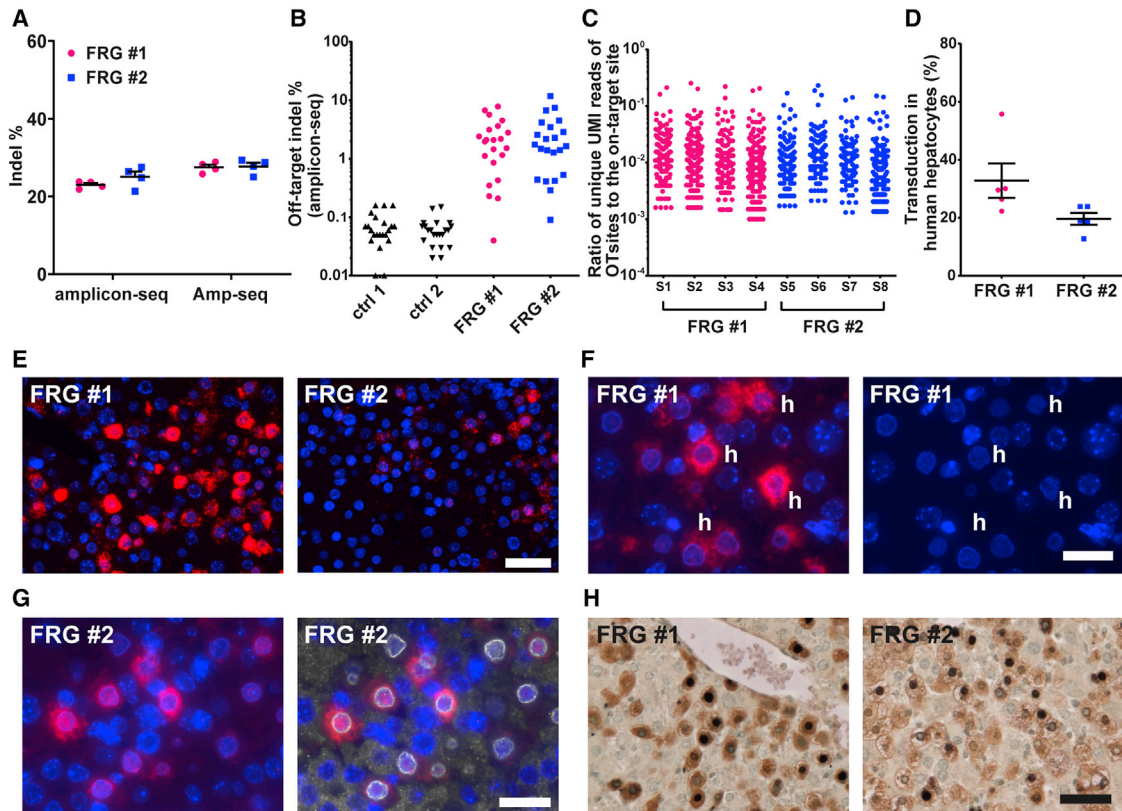 A
Indel %
60
40
20
0
FRG #1
FRG #2
amplicon-seq
Amp-seq
B
Off-target indel %
(amplicon-seq)
100
10
1
0.1
0.01
ctrl 1
ctrl 2
FRG #1
FRG #2
C
Ratio of unique UMI reads of
OTsites to the on-target site
10⁰
10⁻¹
10⁻²
10⁻³
10⁻⁴
S1 S2 S3 S4 S5 S6 S7 S8
FRG #1 FRG #2
D
Transduction in
human hepatocytes (%)
80
60
40
20
0
FRG #1 FRG #2
E
FRG #1
FRG #2
F
FRG #1
h
h
h
h
FRG #1
h
h
h
h
G
FRG #2
FRG #2
H
FRG #1
FRG #2